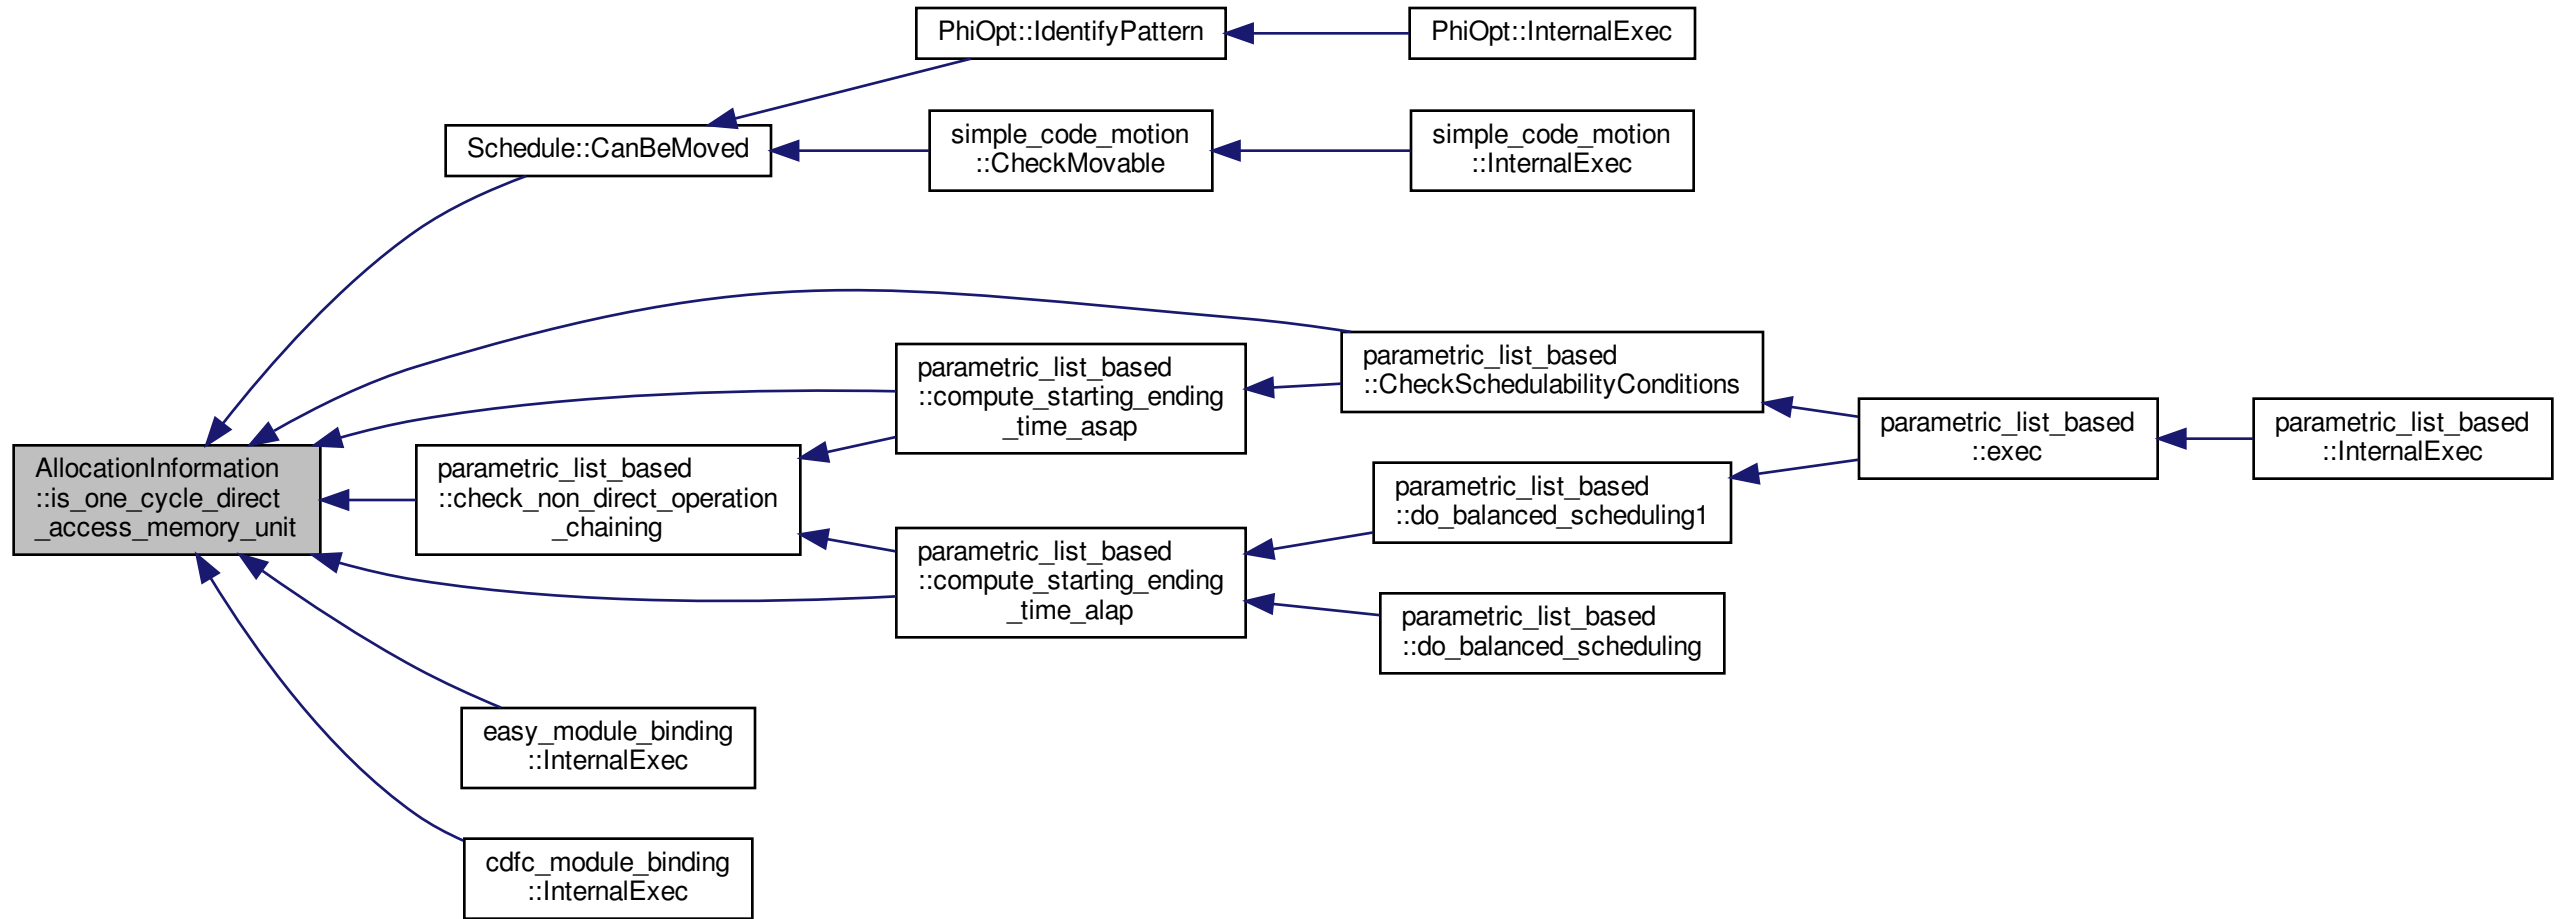 PhiOpt::IdentifyPattern
PhiOpt::InternalExec
Schedule::CanBeMoved
simple_code_motion
::CheckMovable
simple_code_motion
::InternalExec
parametric_list_based
::CheckSchedulabilityConditions
parametric_list_based
::compute_starting_ending
_time_asap
parametric_list_based
::exec
parametric_list_based
::InternalExec
AllocationInformation
::is_one_cycle_direct
_access_memory_unit
parametric_list_based
::check_non_direct_operation
_chaining
parametric_list_based
::do_balanced_scheduling1
parametric_list_based
::compute_starting_ending
_time_alap
parametric_list_based
::do_balanced_scheduling
easy_module_binding
::InternalExec
cdfc_module_binding
::InternalExec